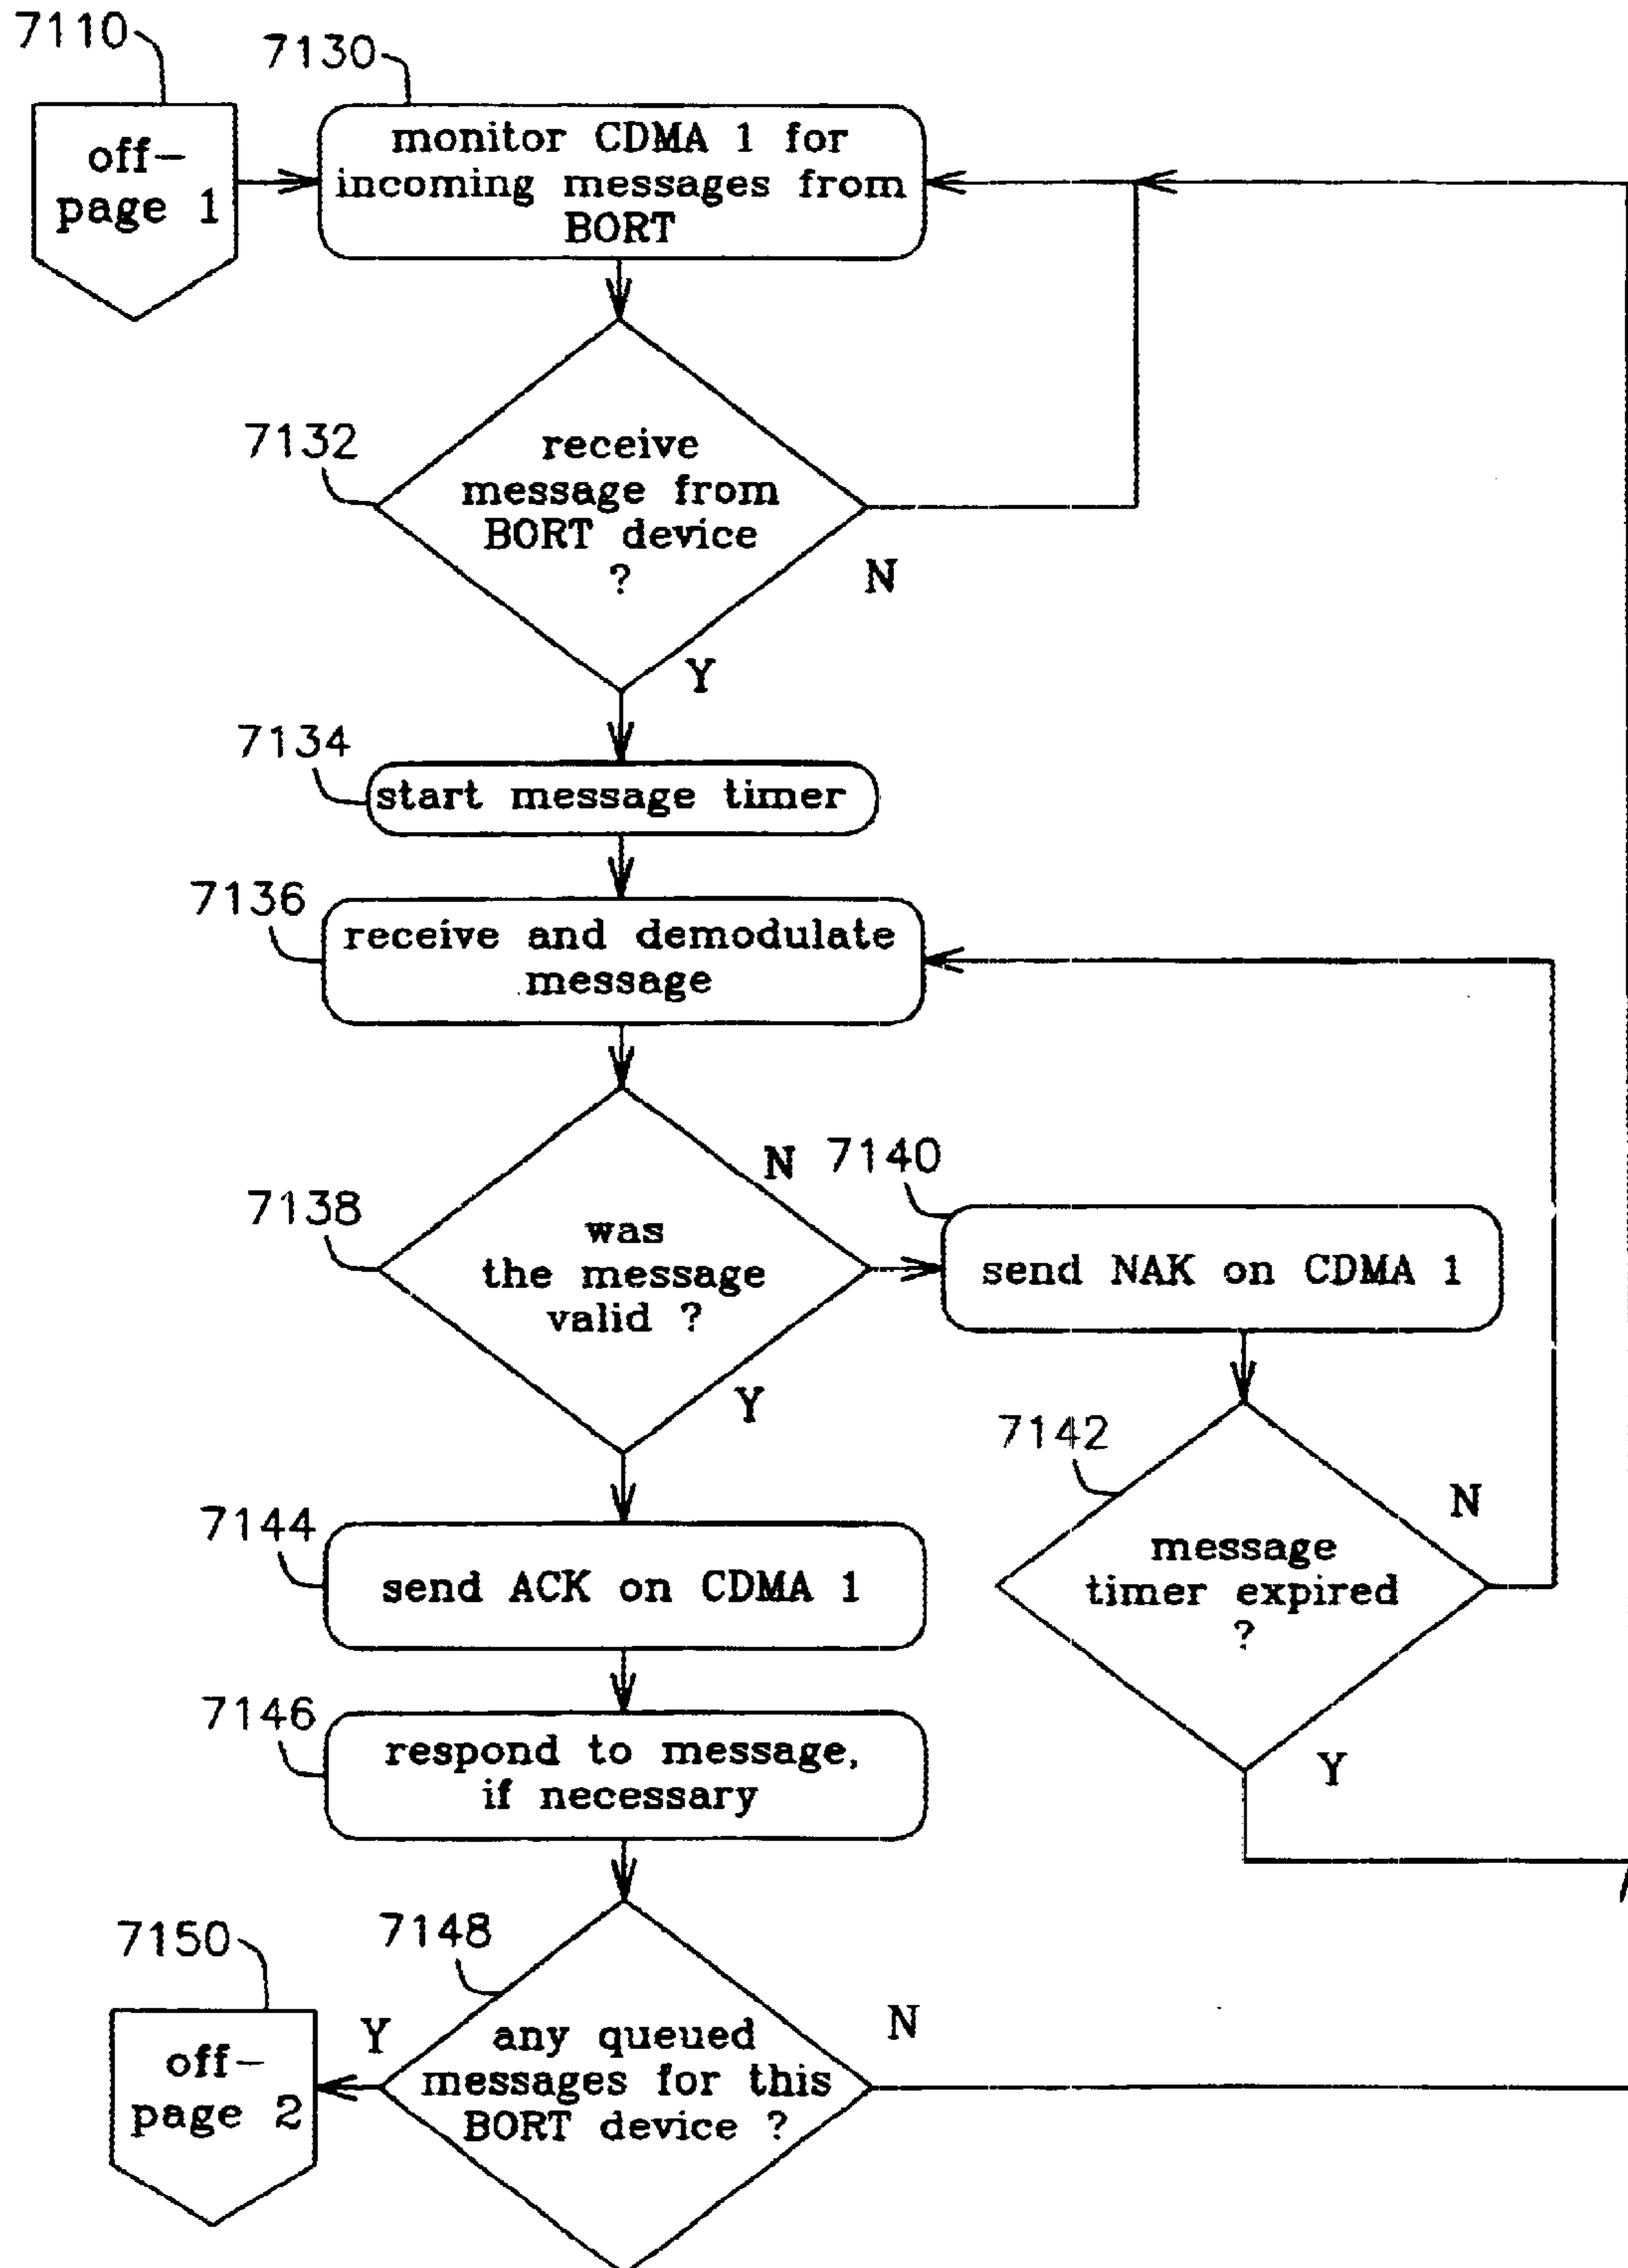 7110
off-
page 1
7130
monitor CDMA 1 for
incoming messages from
BORT
7132
receive
message from
BORT device
?
N
Y
7134
start message timer
7136
receive and demodulate
message
7138
was
the message
valid ?
N
Y
7140
send NAK on CDMA 1
7142
message
timer expired
?
N
Y
7144
send ACK on CDMA 1
7146
respond to message,
if necessary
7148
any queued
messages for this
BORT device ?
Y
N
7150
off-
page 2